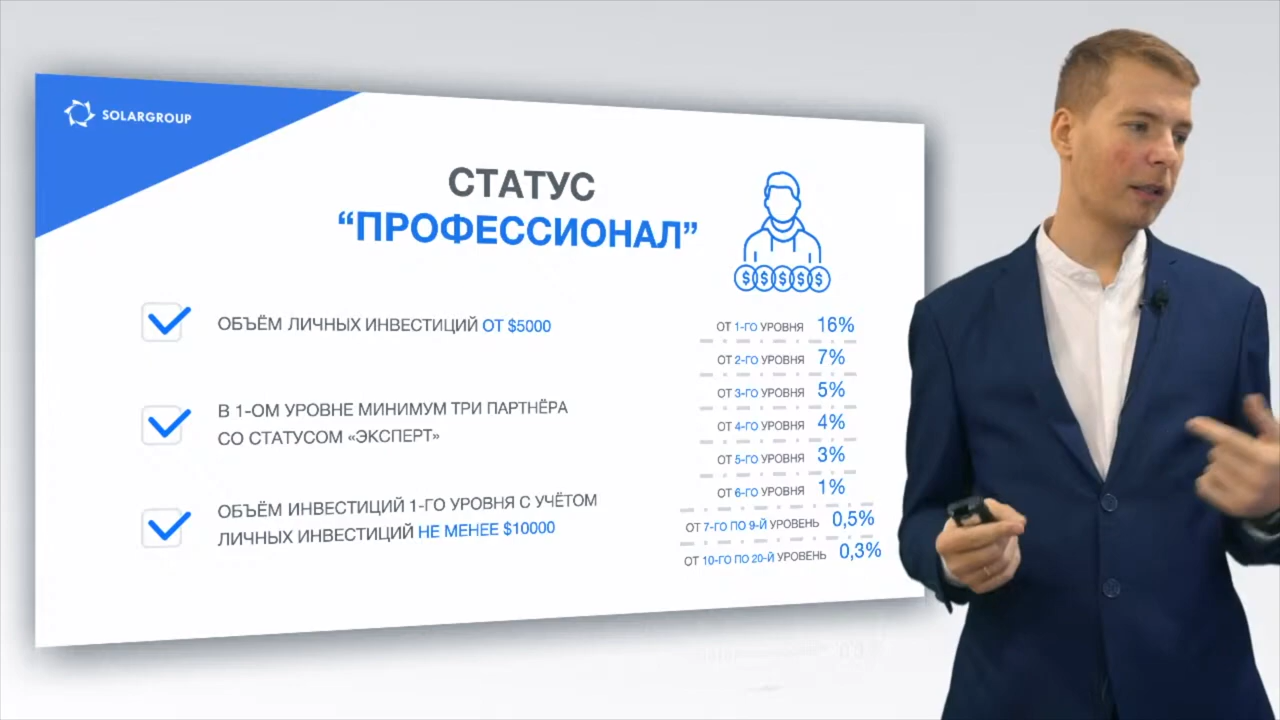 SOLARGROUP
СТАТУС
“ПРОФЕССИОНАЛ”
ОБЪЁМ ЛИЧНЫХ ИНВЕСТИЦИЙ ОТ $5000
В 1-ОМ УРОВНЕ МИНИМУМ ТРИ ПАРТНЁРА
СО СТАТУСОМ «ЭКСПЕРТ»
ОБЪЁМ ИНВЕСТИЦИЙ 1-ГО УРОВНЯ С УЧЁТОМ
ЛИЧНЫХ ИНВЕСТИЦИЙ НЕ МЕНЕЕ $10000
$ $ $ $ $
ОТ 1-ГО УРОВНЯ 16%
ОТ 2-ГО УРОВНЯ 7%
ОТ 3-ГО УРОВНЯ 5%
ОТ 4-ГО УРОВНЯ 4%
ОТ 5-ГО УРОВНЯ 3%
ОТ 6-ГО УРОВНЯ 1%
ОТ 7-ГО ПО 9-Й УРОВЕНЬ 0,5%
ОТ 10-ГО ПО 20-Й УРОВЕНЬ 0,3%